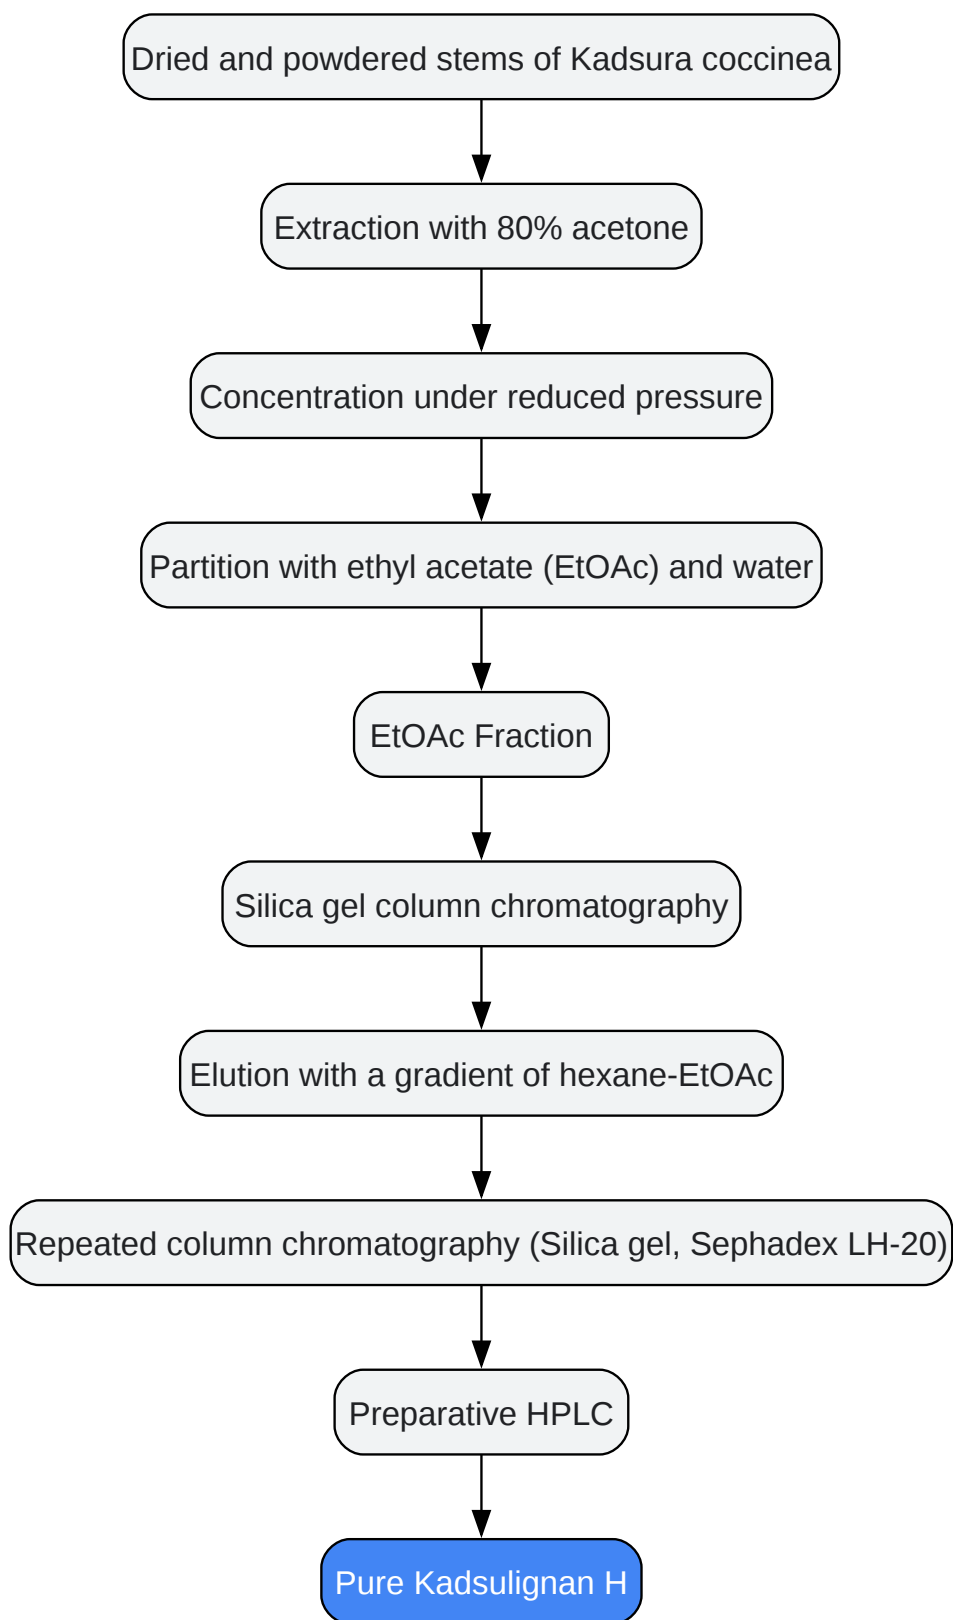 Dried and powdered stems of Kadsura coccinea
Extraction with 80% acetone
Concentration under reduced pressure
Partition with ethyl acetate (EtOAc) and water
EtOAc Fraction
Silica gel column chromatography
Elution with a gradient of hexane-EtOAc
Repeated column chromatography (Silica gel, Sephadex LH-20)
Preparative HPLC
Pure Kadsulignan H